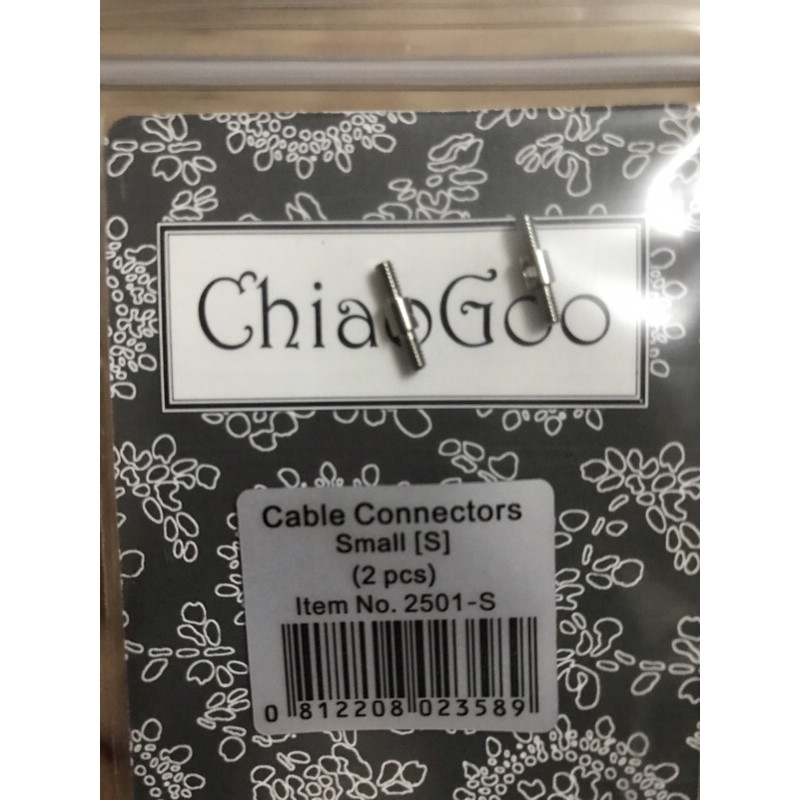 ChiaoGoo
Cable Connectors
Small [S]
(2 pcs)
Item No. 2501-S
0 812208 023589